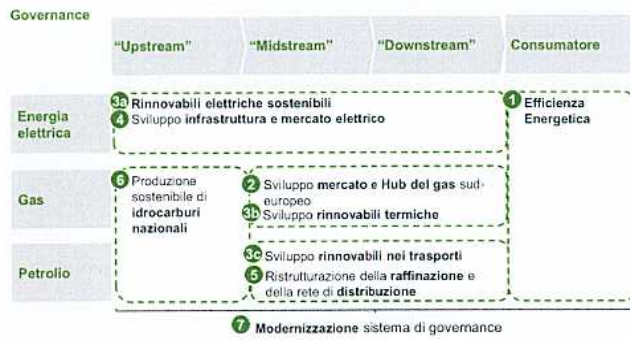 Governance
“Upstream” “Midstream” “Downstream” Consumatore
Energia
elettrica
3a Rinnovabili elettriche sostenibili
4 Sviluppo infrastruttura e mercato elettrico
1 Efficienza
Energetica
Gas
6 Produzione
sostenibile di
idrocarburi
nazionali
2 Sviluppo mercato e Hub del gas sud-
europeo
3b Sviluppo rinnovabili termiche
Petrolio
3c Sviluppo rinnovabili nei trasporti
5 Ristrutturazione della raffinazione e
della rete di distribuzione
7 Modernizzazione sistema di governance